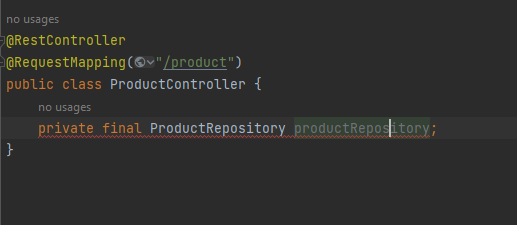 no usages
@RestController
@RequestMapping("/product")
public class ProductController {
no usages
private final ProductRepository productRepository;
}